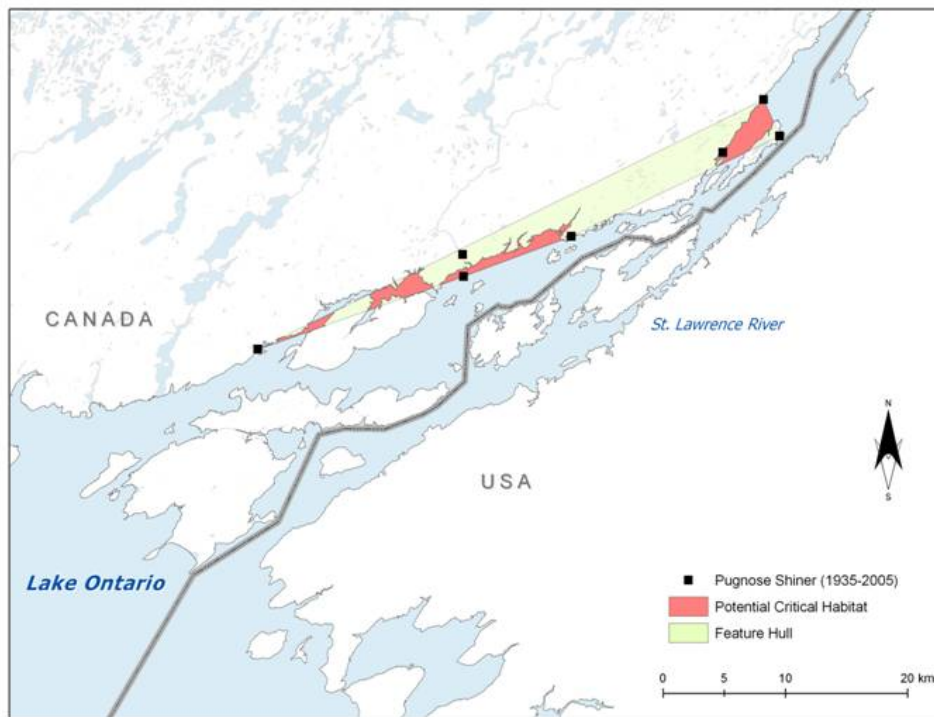 CANADA
St. Lawrence River
N
S
USA
Lake Ontario
Pugnose Shiner (1935-2005)
Potential Critical Habitat
Feature Hull
0 5 10 20 km